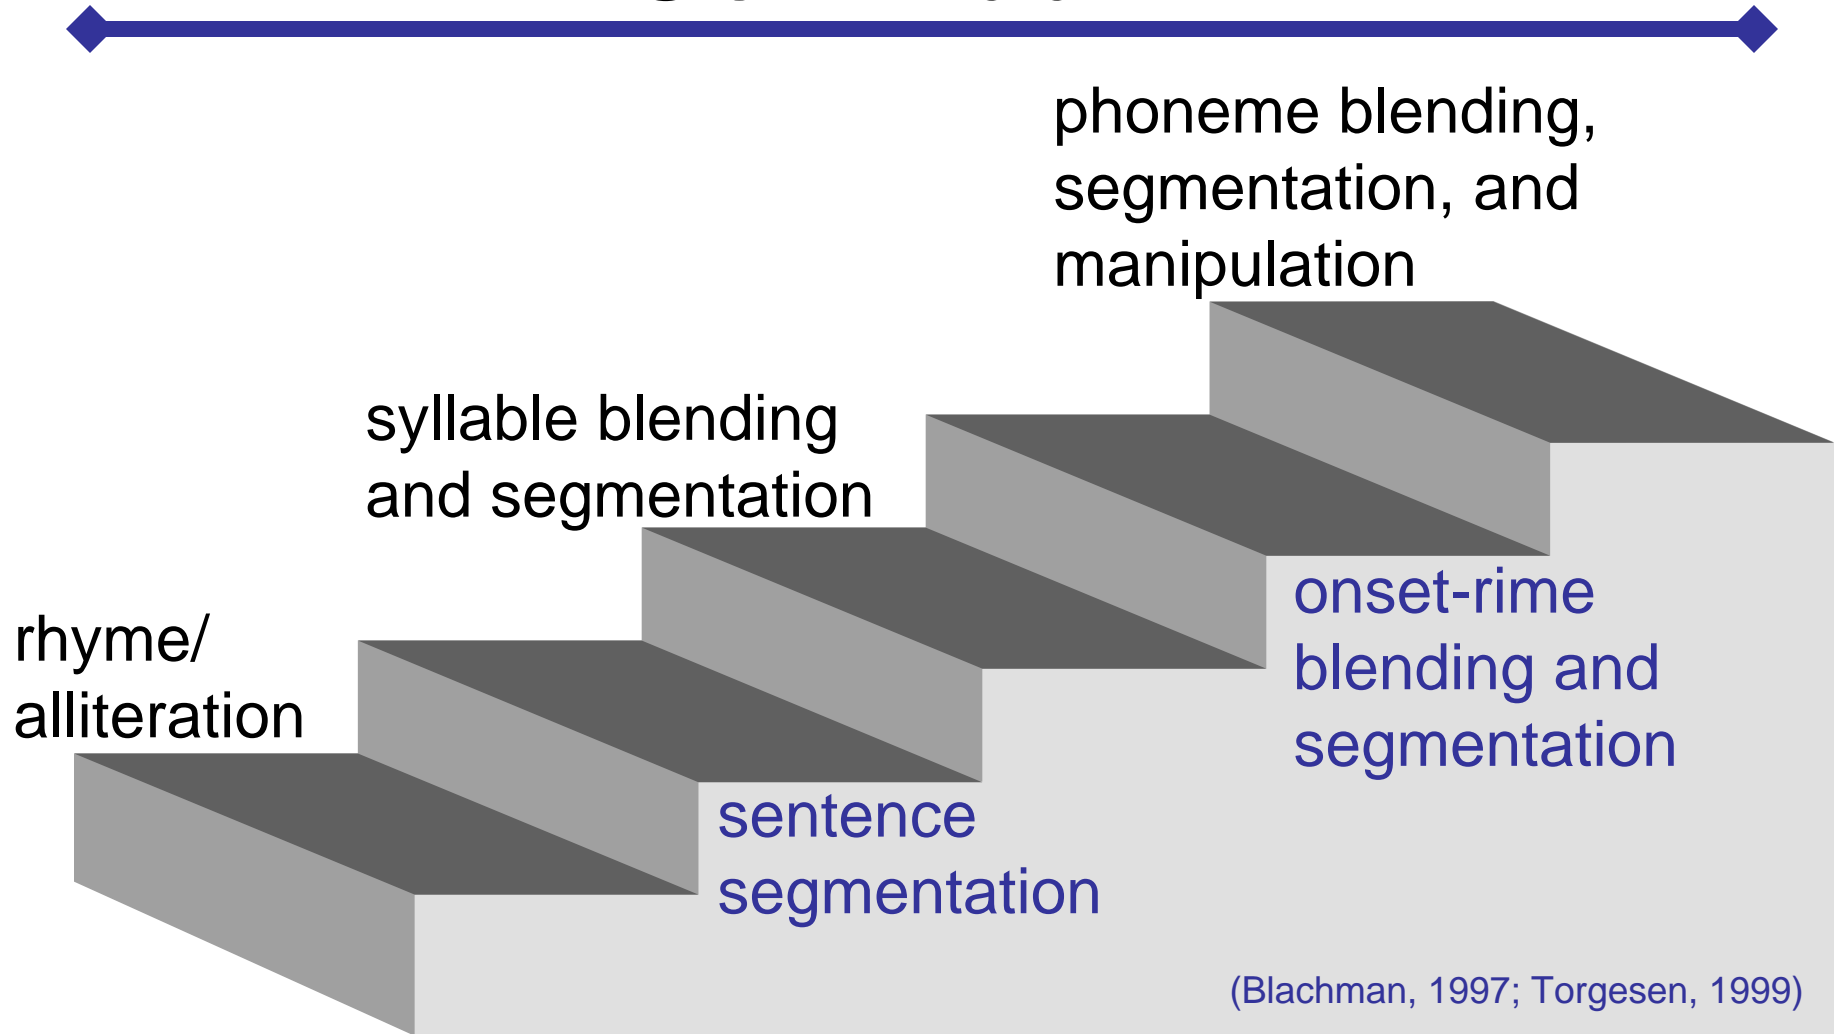 phoneme blending,
segmentation, and
manipulation
syllable blending
and segmentation
rhyme/
alliteration
onset-rime
blending and
segmentation
sentence
segmentation
(Blachman, 1997; Torgesen, 1999)